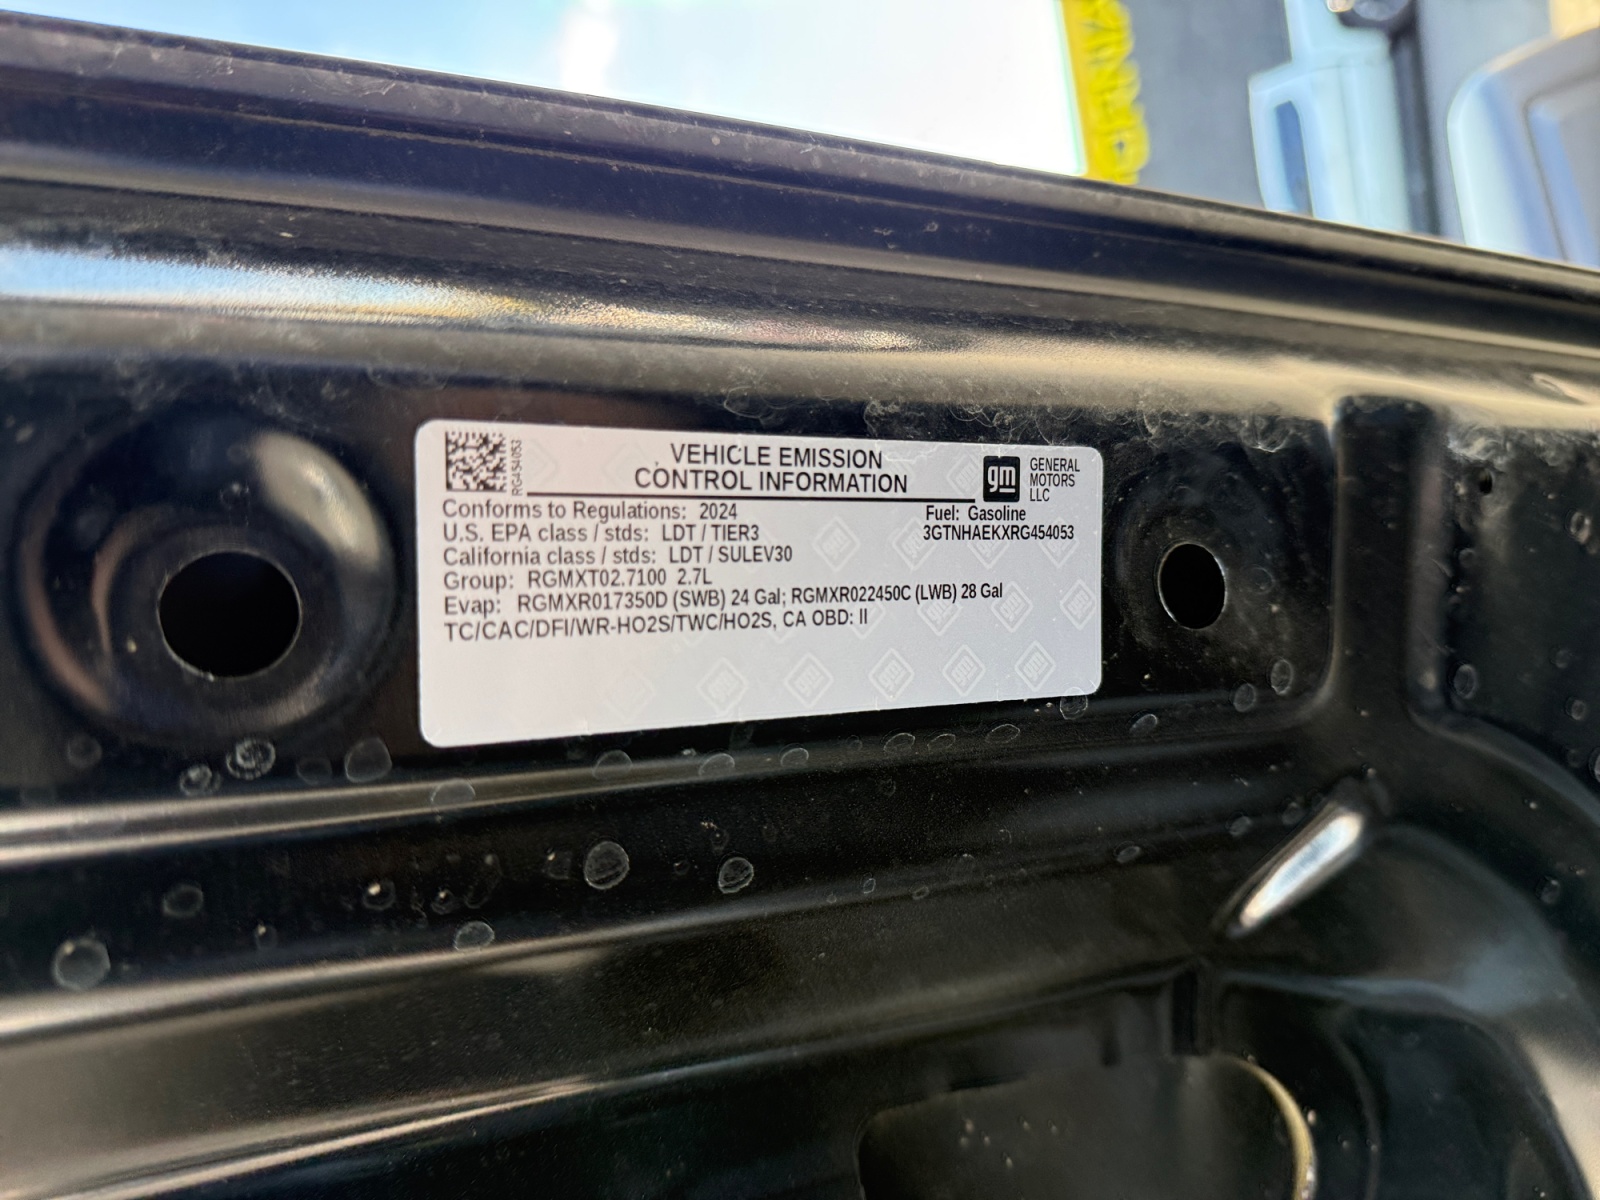 RG454053
VEHICLE EMISSION
CONTROL INFORMATION
gm
GENERAL
MOTORS
LLC
Conforms to Regulations: 2024
Fuel: Gasoline
U.S. EPA class / stds: LDT / TIER3
3GTNHAEKXRG454053
California class / stds: LDT / SULEV30
Group: RGMXT02.7100 2.7L
Evap: RGMXR017350D (SWB) 24 Gal; RGMXR022450C (LWB) 28 Gal
TC/CAC/DFI/WR-HO2S/TWC/HO2S, CA OBD: II